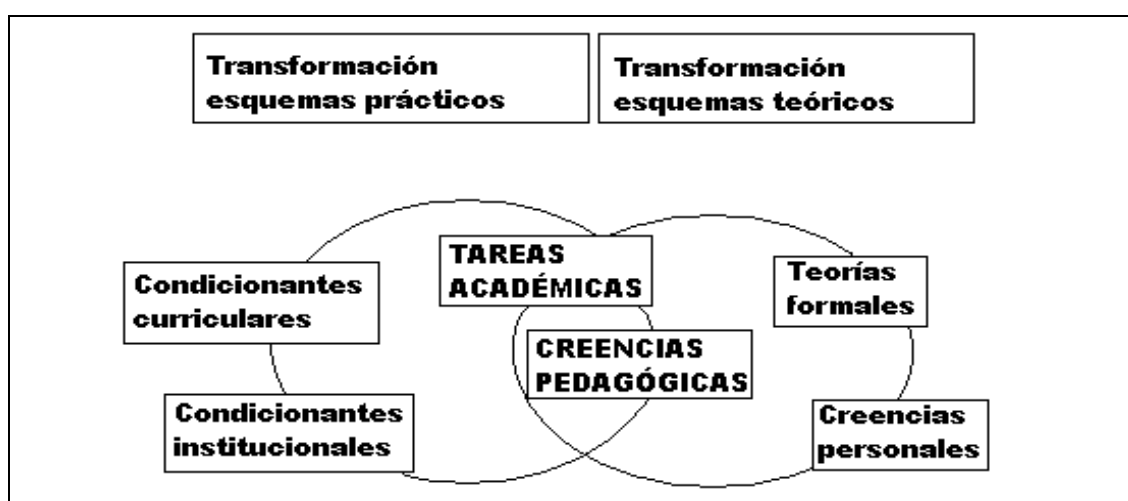 Transformación
esquemas prácticos
Transformación
esquemas teóricos
TAREAS
ACADÉMICAS
Condicionantes
curriculares
Teorías
formales
CREENCIAS
PEDAGÓGICAS
Condicionantes
institucionales
Creencias
personales